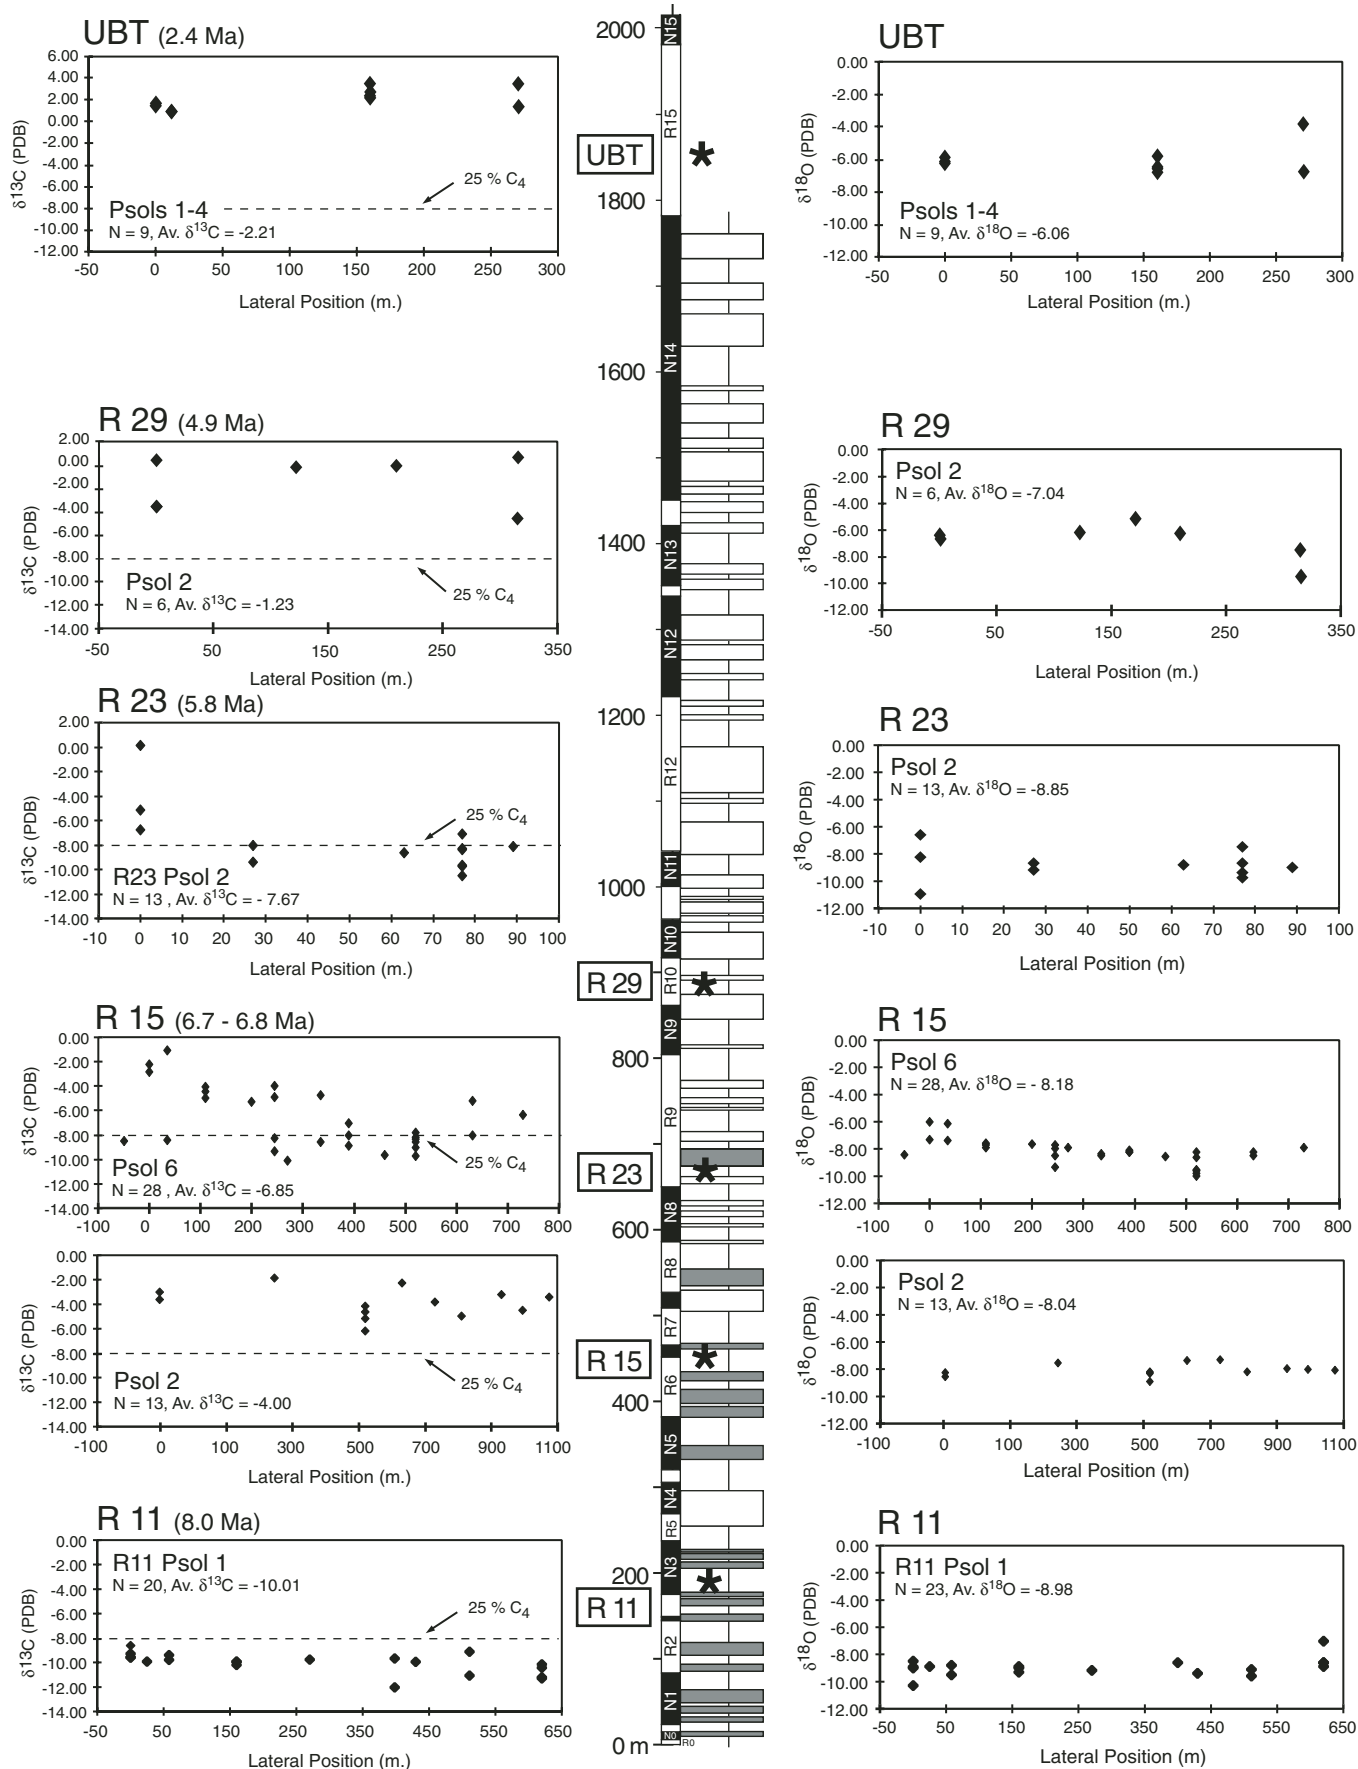 UBT (2.4 Ma)
6.00
4.00
2.00
0.00
-2.00
-4.00
-6.00
-8.00
-10.00
-12.00
δ13C (PDB)
25 % C4
Psols 1-4
N = 9, Av. δ13C = -2.21
-50 0 50 100 150 200 250 300
Lateral Position (m.)
R 29 (4.9 Ma)
2.00
0.00
-2.00
-4.00
-6.00
-8.00
-10.00
-12.00
-14.00
δ13C (PDB)
Psol 2
N = 6, Av. δ13C = -1.23
25 % C4
-50 50 150 250 350
Lateral Position (m.)
R 23 (5.8 Ma)
2.00
0.00
-2.00
-4.00
-6.00
-8.00
-10.00
-12.00
-14.00
δ13C (PDB)
25 % C4
R23 Psol 2
N = 13 , Av. δ13C = - 7.67
-10 0 10 20 30 40 50 60 70 80 90 100
Lateral Position (m.)
R 15 (6.7 - 6.8 Ma)
0.00
-2.00
-4.00
-6.00
-8.00
-10.00
-12.00
-14.00
δ13C (PDB)
25 % C4
Psol 6
N = 28 , Av. δ13C = -6.85
-100 0 100 200 300 400 500 600 700 800
0.00
-2.00
-4.00
-6.00
-8.00
-10.00
-12.00
-14.00
δ13C (PDB)
Psol 2
N = 13, Av. δ13C = -4.00
25 % C4
-100 100 300 500 700 900 1100
Lateral Position (m.)
R 11 (8.0 Ma)
0.00
-2.00
-4.00
-6.00
-8.00
-10.00
-12.00
-14.00
δ13C (PDB)
R11 Psol 1
N = 20, Av. δ13C = -10.01
25 % C4
-50 50 150 250 350 450 550 650
Lateral Position (m.)
2000
1800
1600
1400
1200
1000
800
600
400
200
0 m
UBT
R 29
R 23
R 15
R 11
N15
R15
N14
N13
N12
R12
N11
N10
R10
N9
R9
N8
R8
R7
R6
N5
N4
R5
N3
R2
N1
N0
R0
UBT
0.00
-2.00
-4.00
-6.00
-8.00
-10.00
-12.00
δ18O (PDB)
Psols 1-4
N = 9, Av. δ18O = -6.06
-50 0 50 100 150 200 250 300
Lateral Position (m.)
R 29
0.00
-2.00
-4.00
-6.00
-8.00
-10.00
-12.00
δ18O (PDB)
Psol 2
N = 6, Av. δ18O = -7.04
-50 50 150 250 350
Lateral Position (m.)
R 23
0.00
-2.00
-4.00
-6.00
-8.00
-10.00
-12.00
δ18O (PDB)
Psol 2
N = 13, Av. δ18O = -8.85
-10 0 10 20 30 40 50 60 70 80 90 100
Lateral Position (m)
R 15
0.00
-2.00
-4.00
-6.00
-8.00
-10.00
-12.00
δ18O (PDB)
Psol 6
N = 28, Av. δ18O = - 8.18
-100 0 100 200 300 400 500 600 700 800
0.00
-2.00
-4.00
-6.00
-8.00
-10.00
-12.00
δ18O (PDB)
Psol 2
N = 13, Av. δ18O = -8.04
-100 0 300 500 700 900 1100
Lateral Position (m)
R 11
0.00
-2.00
-4.00
-6.00
-8.00
-10.00
-12.00
δ18O (PDB)
R11 Psol 1
N = 23, Av. δ18O = -8.98
-50 50 150 250 350 450 550 650
Lateral Position (m)